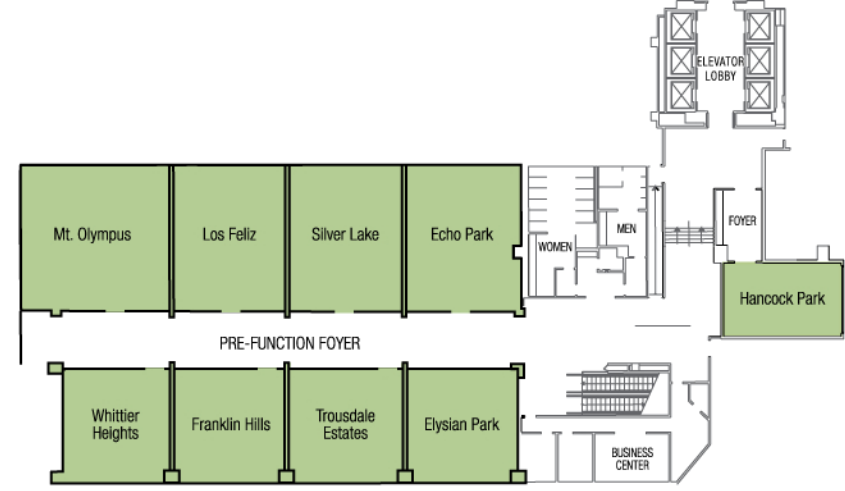 ELEVATOR
LOBBY
Mt. Olympus
Los Feliz
Silver Lake
Echo Park
WOMEN
MEN
FOYER
Hancock Park
PRE-FUNCTION FOYER
Whittier
Heights
Franklin Hills
Trousdale
Estates
Elysian Park
BUSINESS
CENTER